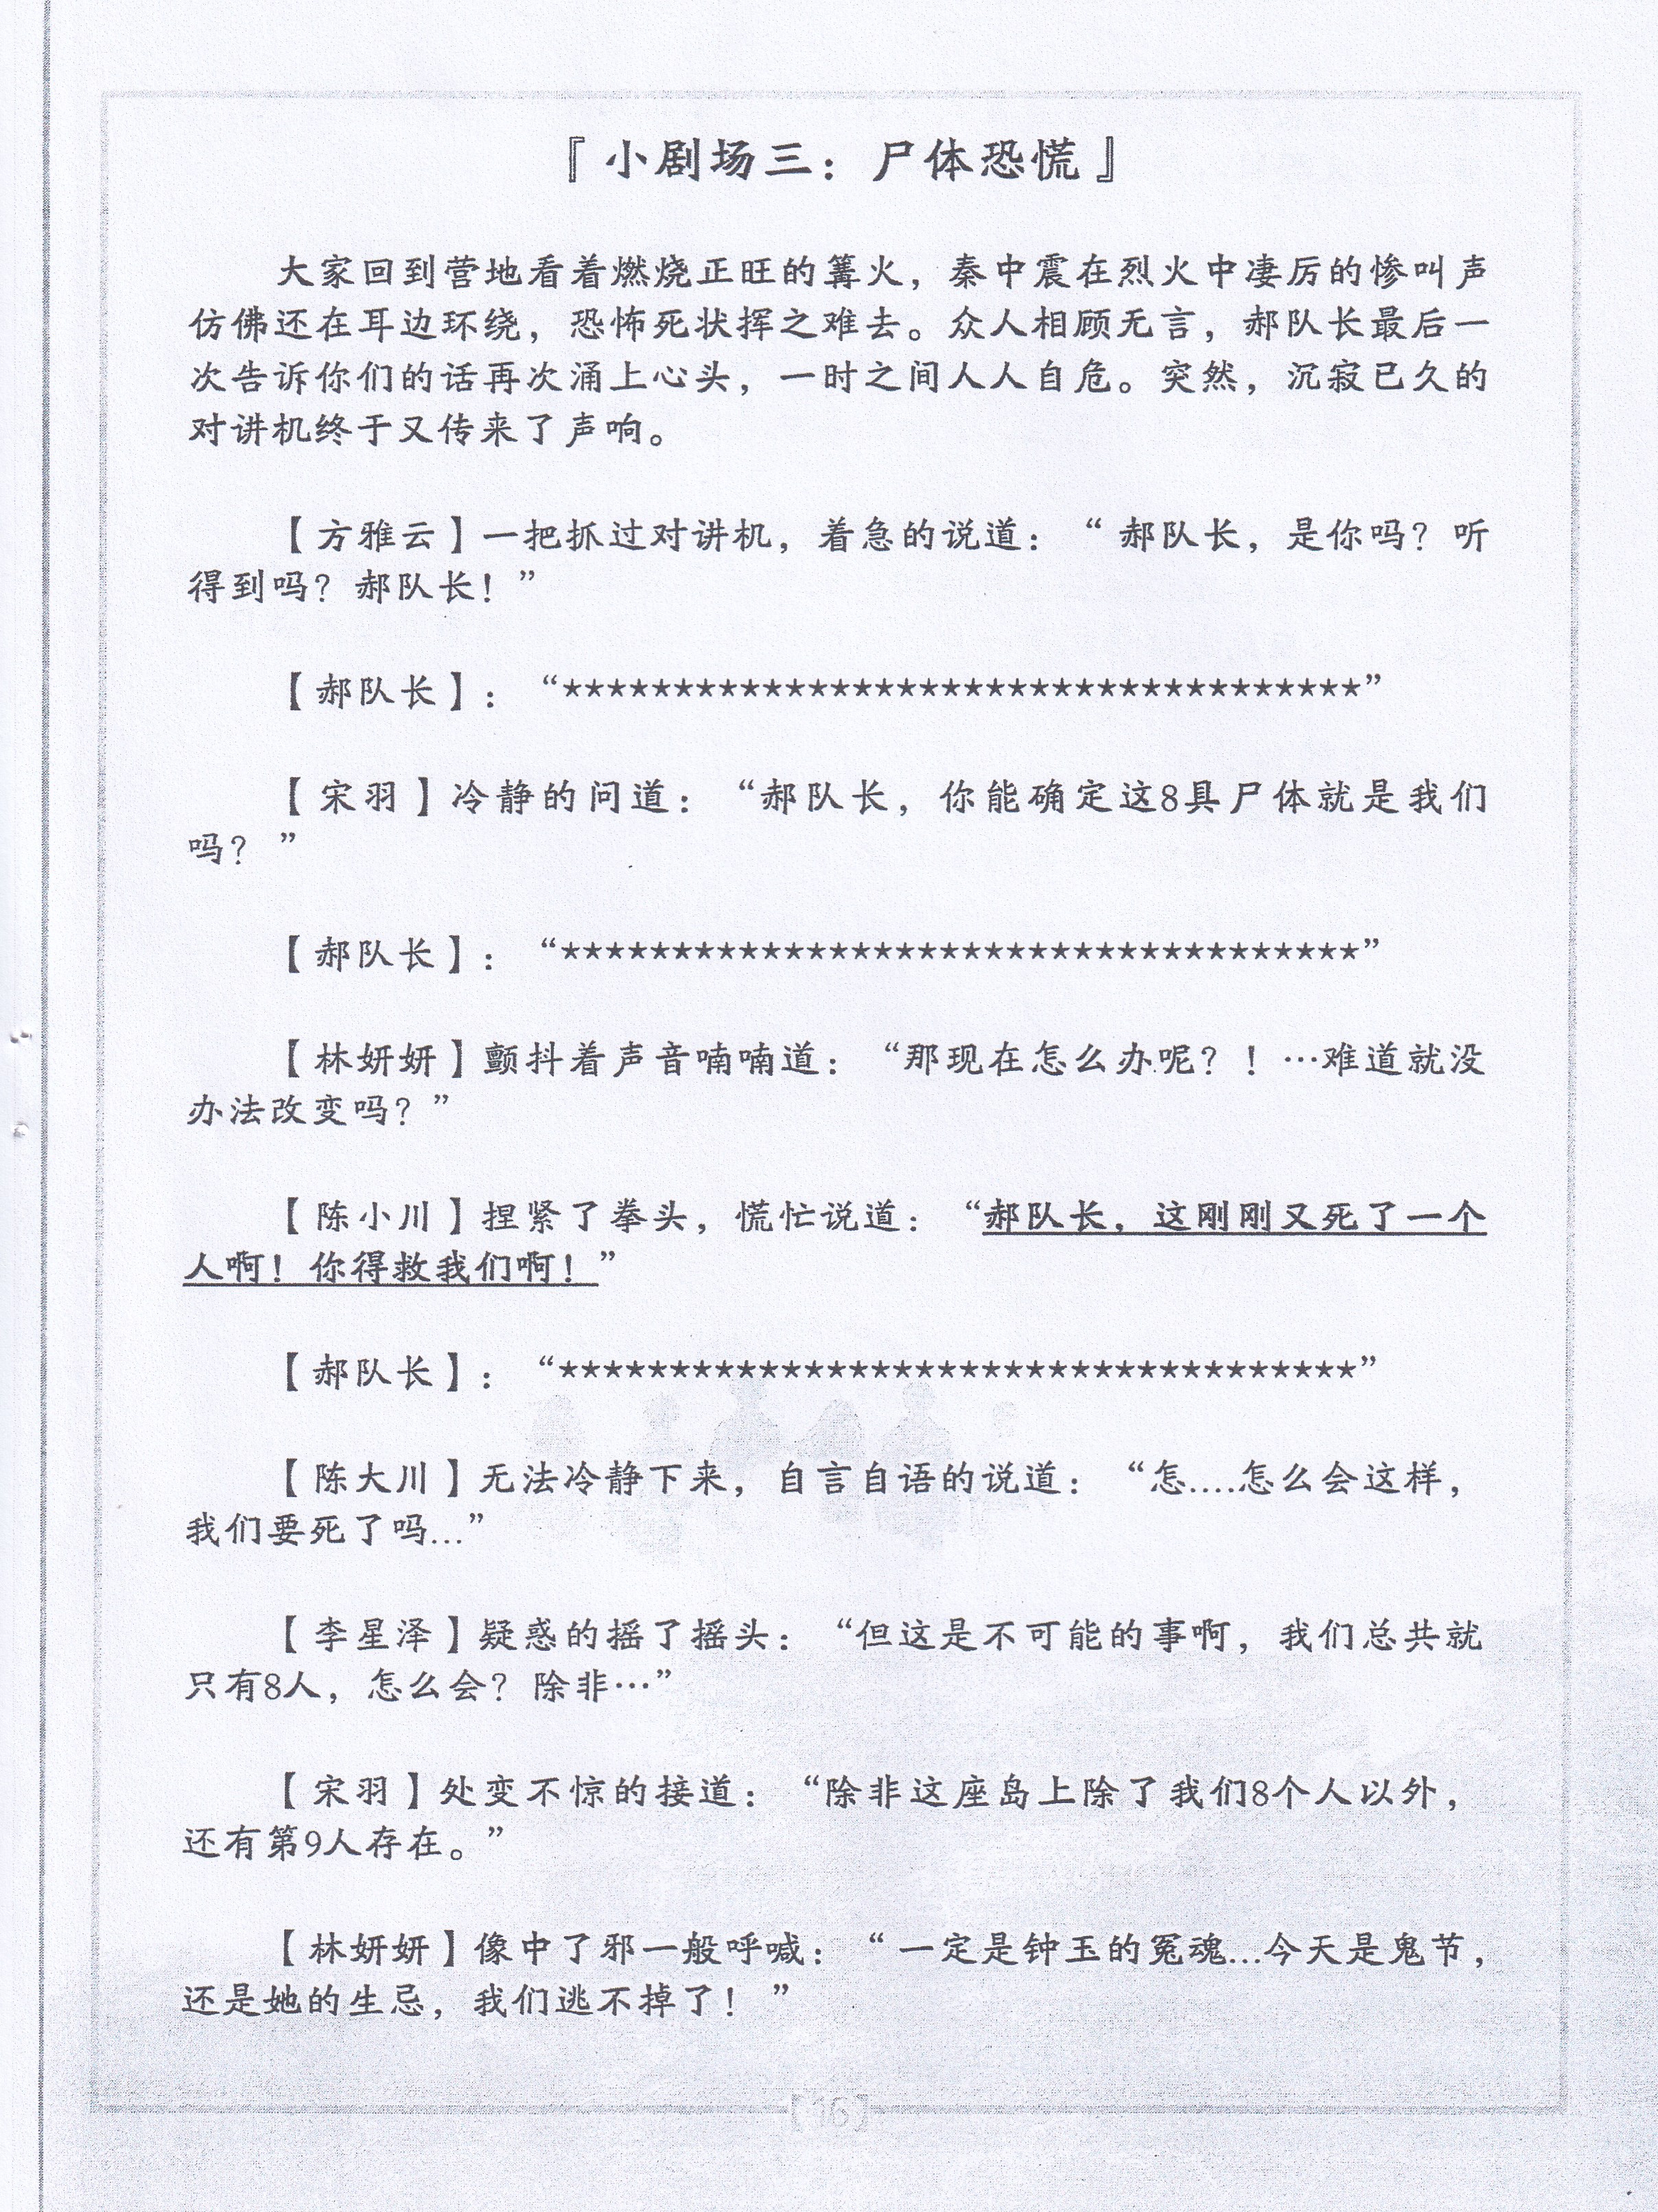 『小剧场三：尸体恐慌』
大家回到营地看着燃烧正旺的篝火，秦中震在烈火中凄厉的惨叫声
仿佛还在耳边环绕，恐怖死状挥之难去。众人相顾无言，郝队长最后一
次告诉你们的话再次涌上心头，一时之间人人自危。突然，沉寂已久的
对讲机终于又传来了声响。
【方雅云】一把抓过对讲机，着急的说道：“郝队长，是你吗？听
得到吗？郝队长！”
【郝队长】：“************************************”
【宋羽】冷静的问道：“郝队长，你能确定这8具尸体就是我们
吗？”
【郝队长】：“************************************”
【林妍妍】颤抖着声音喃喃道：“那现在怎么办呢？！…难道就没
办法改变吗？”
【陈小川】捏紧了拳头，慌忙说道：“郝队长，这刚刚又死了一个
人啊！你得救我们啊！”
【郝队长】：“************************************”
【陈大川】无法冷静下来，自言自语的说道：“怎....怎么会这样，
我们要死了吗...”
【李星泽】疑惑的摇了摇头：“但这是不可能的事啊，我们总共就
只有8人，怎么会？除非…”
【宋羽】处变不惊的接道：“除非这座岛上除了我们8个人以外，
还有第9人存在。”
【林妍妍】像中了邪一般呼喊：“一定是钟玉的冤魂...今天是鬼节，
还是她的生忌，我们逃不掉了！”
【16】